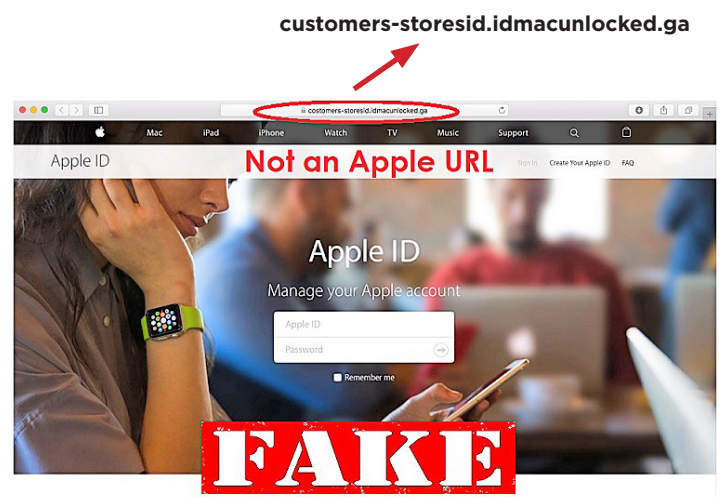 customers-storesid.idmacunlocked.ga
costomers-storesid.idmacunlocked.ga
Mac iPad iPhone Watch TV Music Support
Apple ID Not an Apple URL Sign In Create Your Apple ID FAQ
Apple ID
Manage your Apple account
Apple ID
Password
Remember me
FAKE